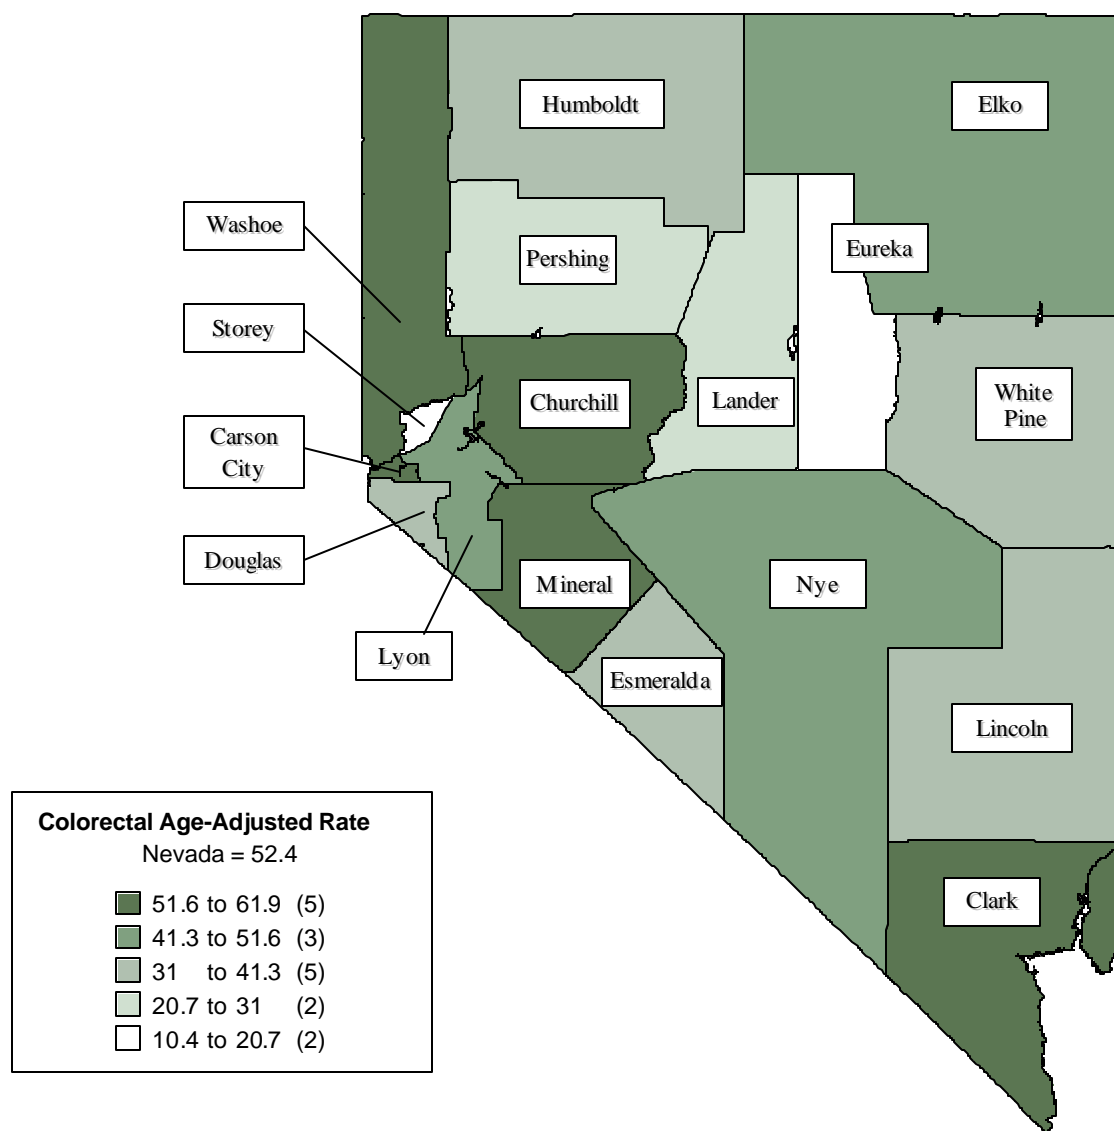 Humboldt
Elko
Washoe
Eureka
Pershing
Storey
Churchill
Lander
White
Pine
Carson
City
Douglas
Mineral
Nye
Lyon
Esmeralda
Lincoln
Clark
Colorectal Age-Adjusted Rate
Nevada = 52.4
51.6 to 61.9 (5)
41.3 to 51.6 (3)
31 to 41.3 (5)
20.7 to 31 (2)
10.4 to 20.7 (2)